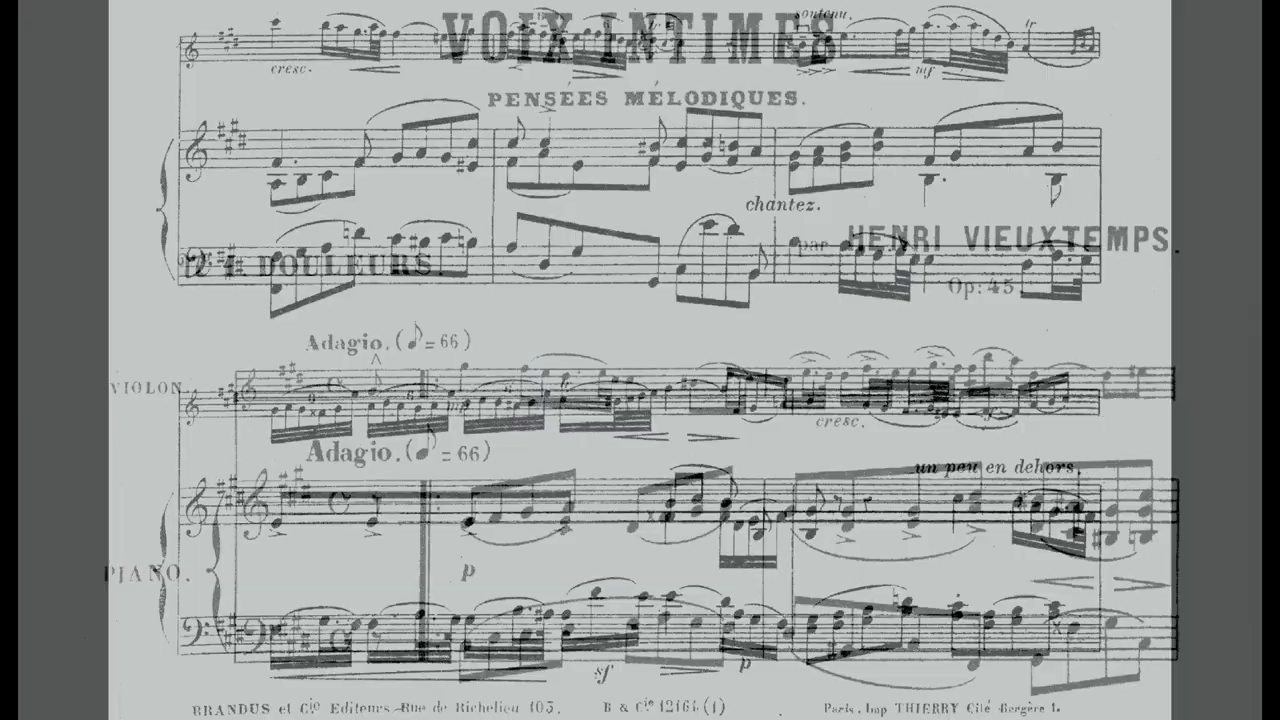 VOIX INTIMES
soutenu.
cresc.
mf
PENSÉES MÉLODIQUES.
chantez.
par HENRI VIEUXTEMPS.
DOULEURS.
Op: 45.
Adagio. (♪ = 66)
VIOLON.
cresc.
Adagio. (♪ = 66)
un peu en dehors.
PIANO.
p
sf
p
BRANDUS et Cie Editeurs Rue de Richelieu 103.
B & Cie 12164 (1)
Paris. Imp THIERRY Cité Bergère 1.